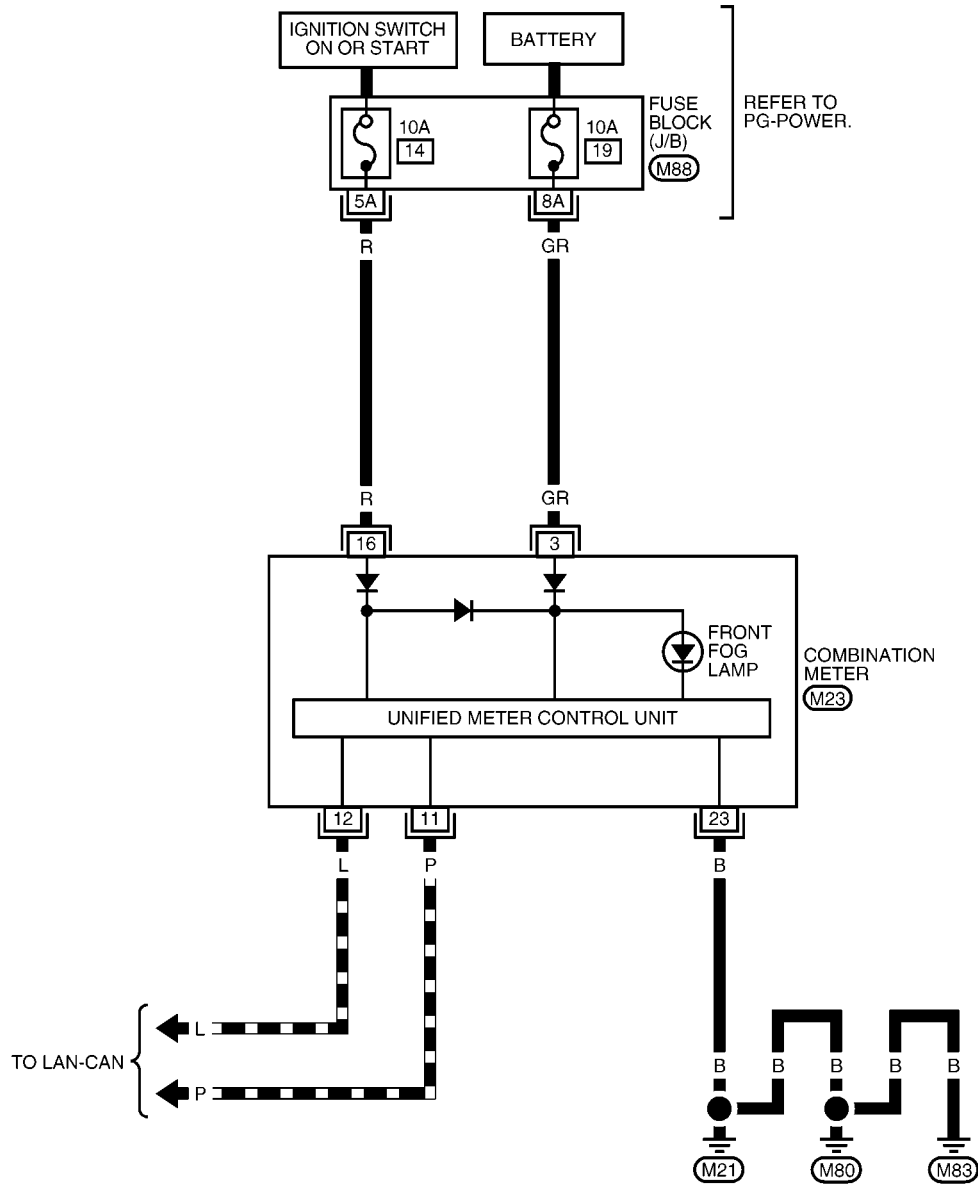 IGNITION SWITCH
ON OR START
BATTERY
FUSE
BLOCK
(J/B)
M88
REFER TO
PG-POWER.
10A
14
10A
19
5A
8A
R
GR
R
GR
16
3
FRONT
FOG
LAMP
COMBINATION
METER
M23
UNIFIED METER CONTROL UNIT
12
11
23
L
P
B
L
TO LAN-CAN
P
B
B
B
B
B
M21
M80
M83